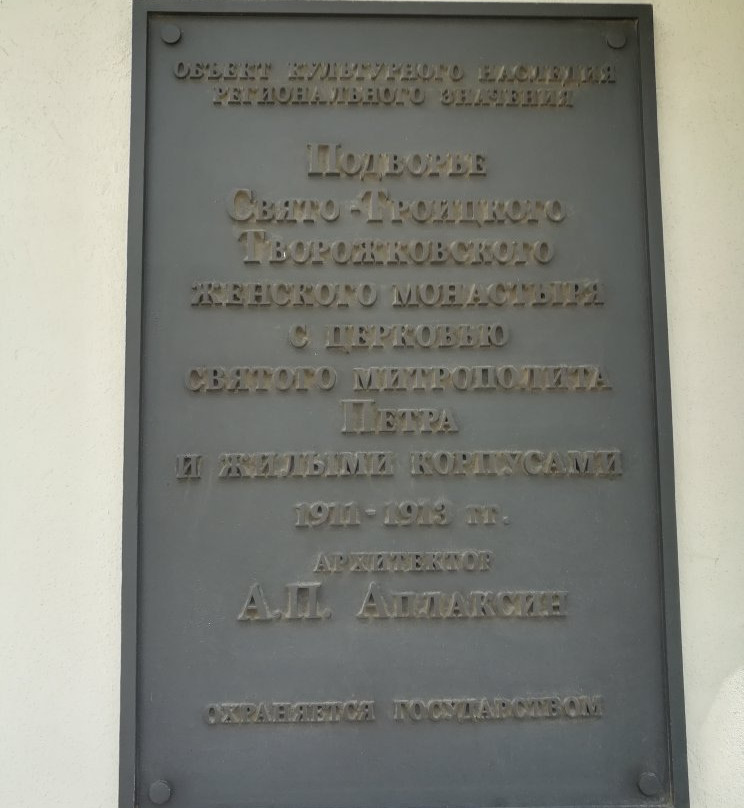 ОБЪЕКТ КУЛЬТУРНОГО НАСЛЕДИЯ
РЕГИОНАЛЬНОГО ЗНАЧЕНИЯ
ПОДВОРЬЕ
СВЯТО-ТРОИЦКОГО
ТВОРОЖКОВСКОГО
ЖЕНСКОГО МОНАСТЫРЯ
С ЦЕРКОВЬЮ
СВЯТОГО МИТРОПОЛИТА
ПЕТРА
И ЖИЛЫМИ КОРПУСАМИ
1911-1913 гг.
АРХИТЕКТОР
А.П. АПЛАКСИН
ОХРАНЯЕТСЯ ГОСУДАРСТВОМ